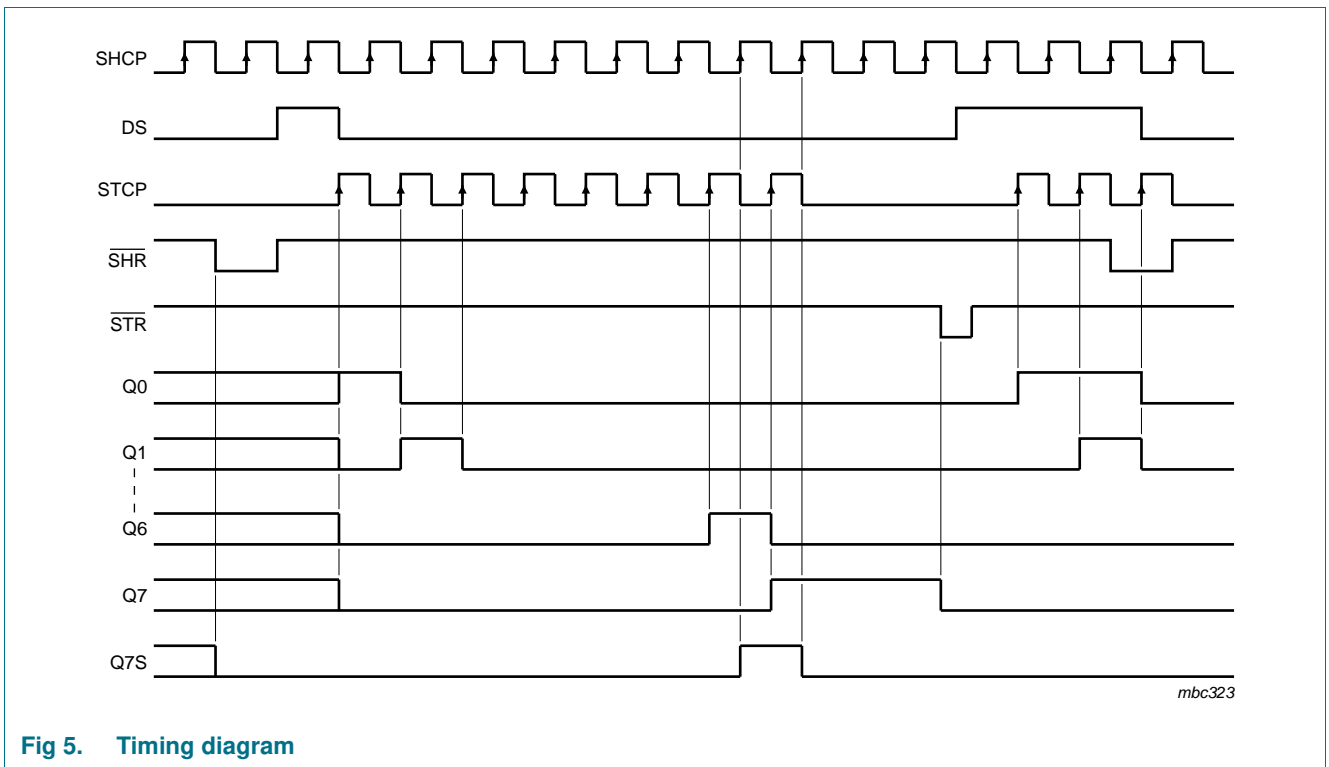 SHCP
DS
STCP
SHR
STR
Q0
Q1
Q6
Q7
Q7S
mbc323
Fig 5. Timing diagram